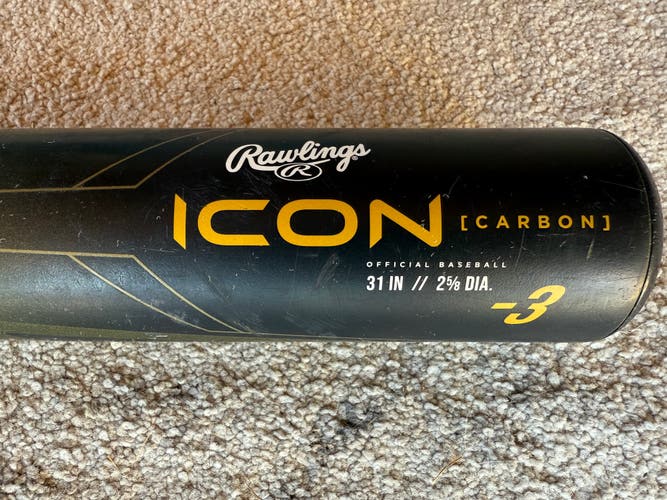 Rawlings
R
ICON [CARBON]
OFFICIAL BASEBALL
31 IN // 2⅝ DIA.
-3